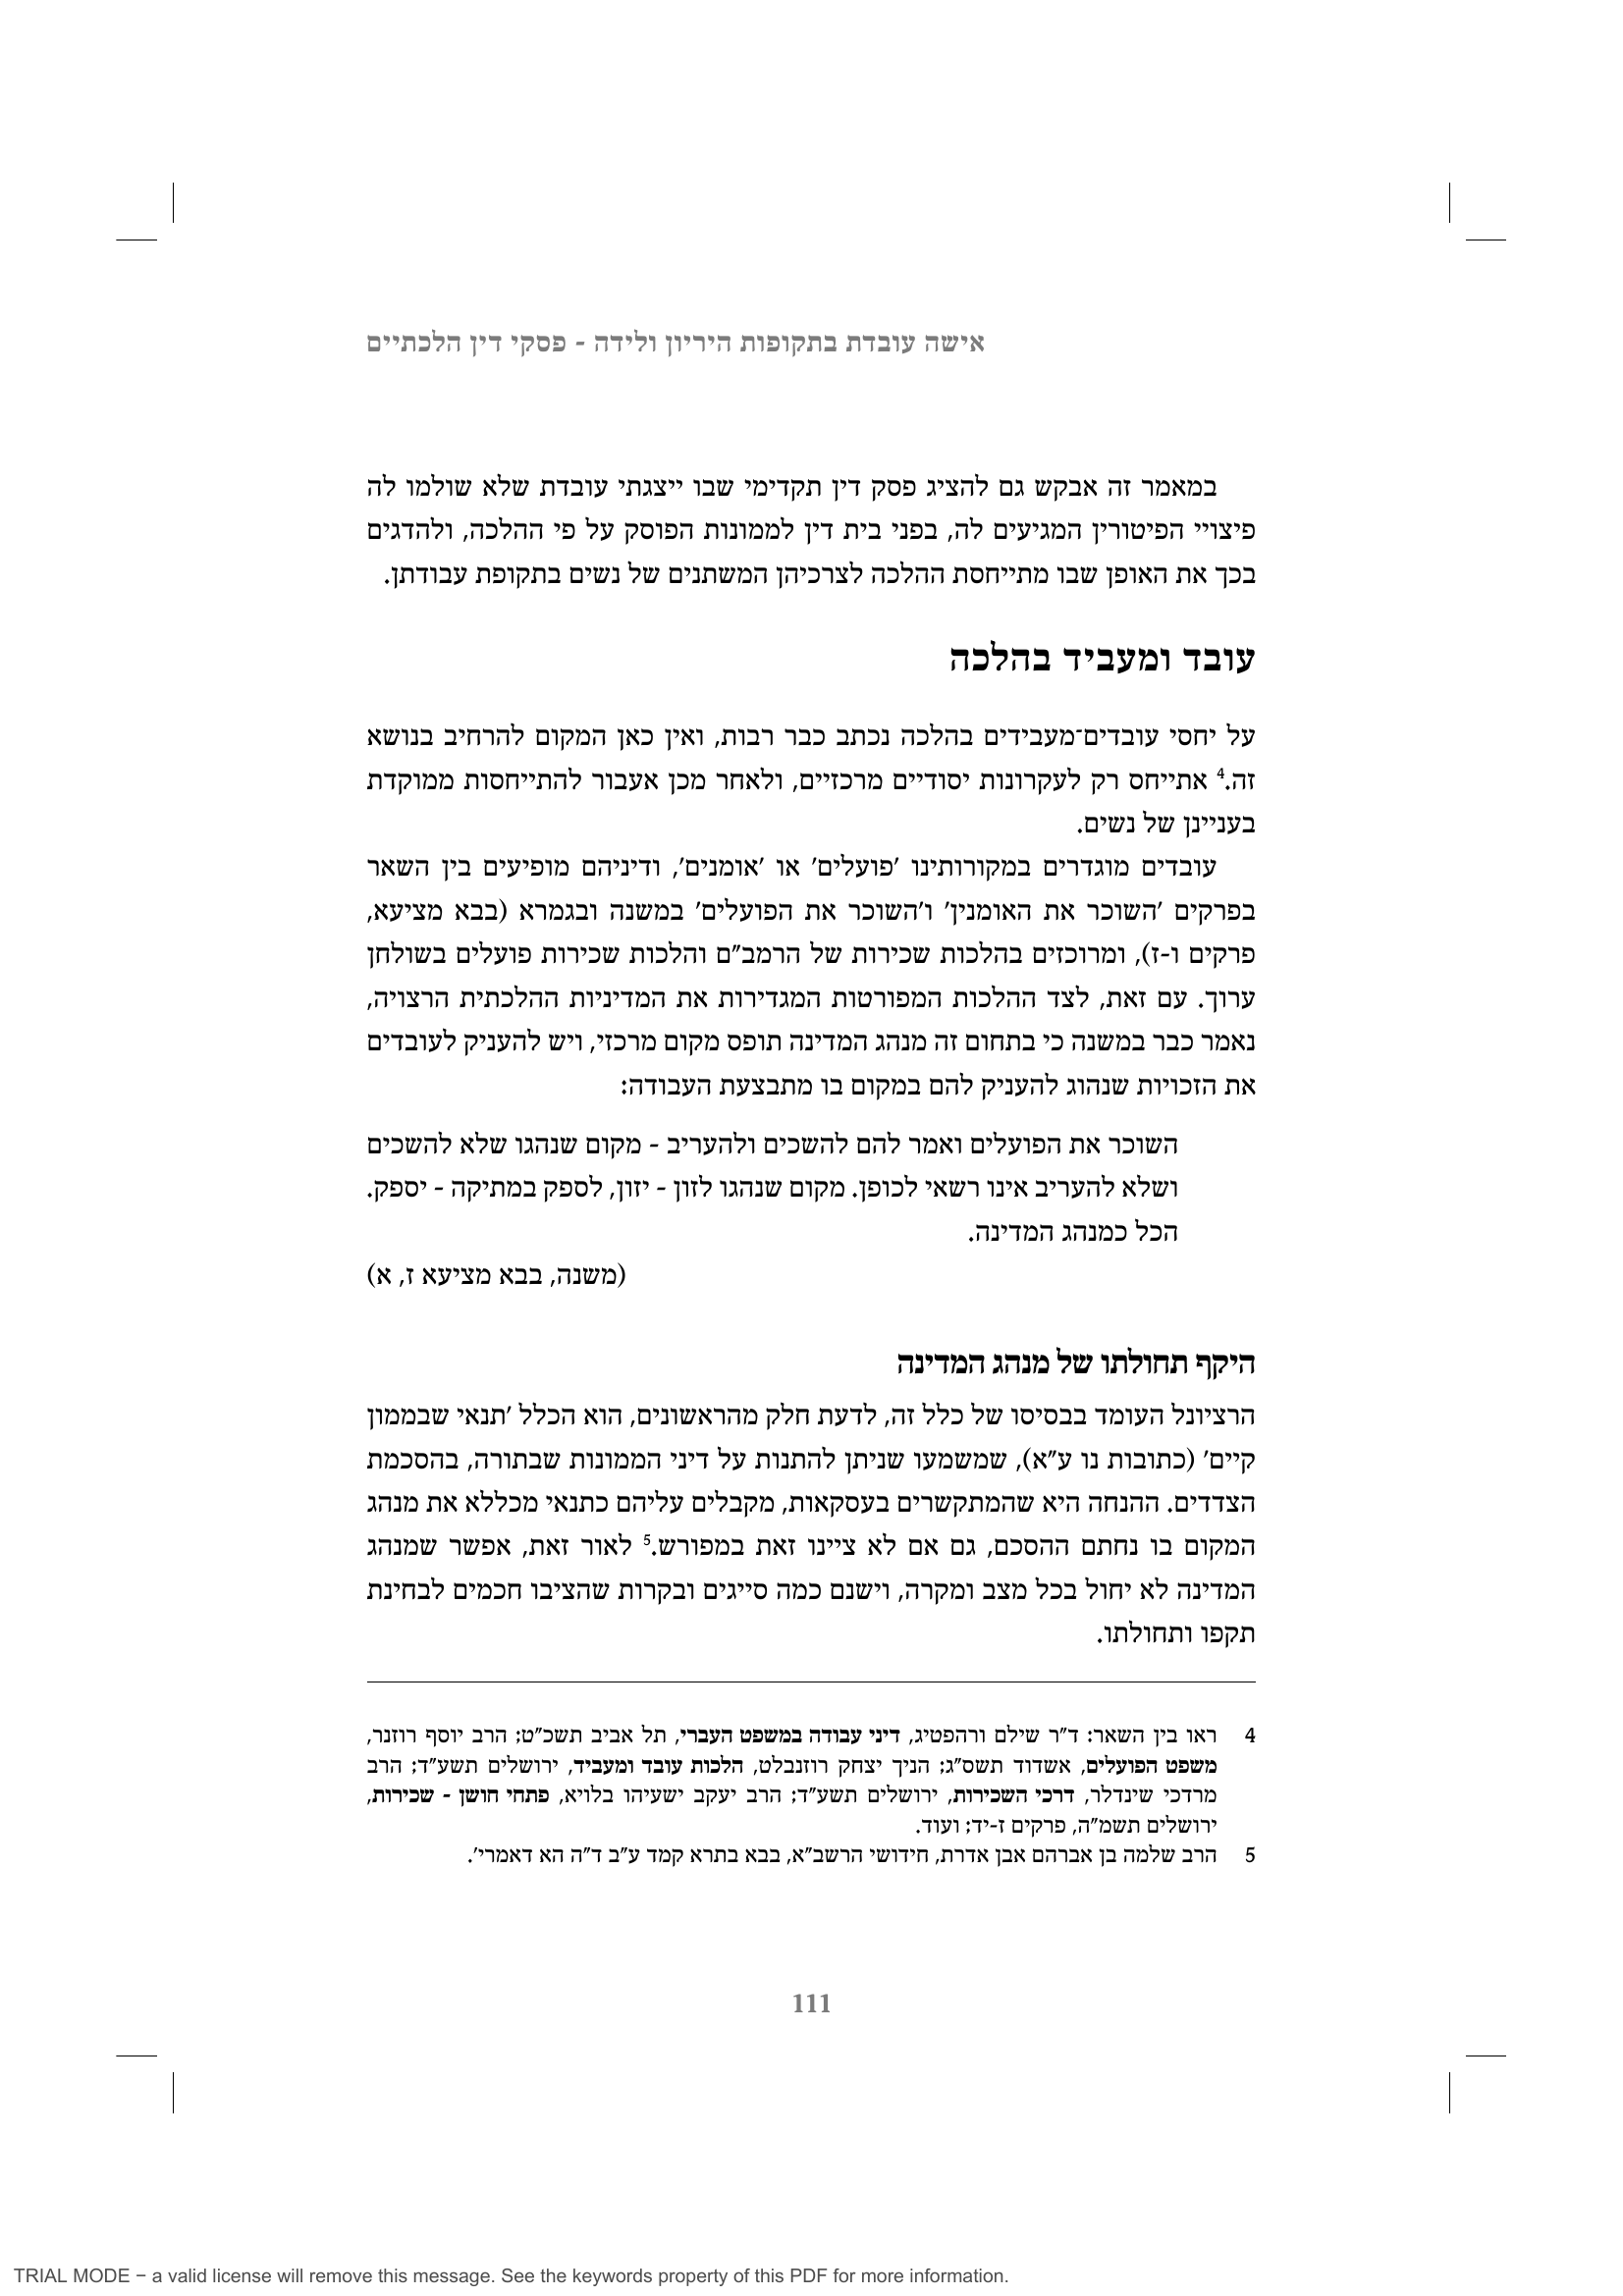 אישה עובדת בתקופות היריון ולידה - פסקי דין הלכתיים
במאמר זה אבקש גם להציג פסק דין תקדימי שבו ייצגתי עובדת שלא שולמו לה
פיצויי הפיטורין המגיעים לה, בפני בית דין לממונות הפוסק על פי ההלכה, ולהדגים
בכך את האופן שבו מתייחסת ההלכה לצרכיהן המשתנים של נשים בתקופת עבודתן.
עובד ומעביד בהלכה
על יחסי עובדים־מעבידים בהלכה נכתב כבר רבות, ואין כאן המקום להרחיב בנושא
זה.4 אתייחס רק לעקרונות יסודיים מרכזיים, ולאחר מכן אעבור להתייחסות ממוקדת
בעניינן של נשים.
עובדים מוגדרים במקורותינו 'פועלים' או 'אומנים', ודיניהם מופיעים בין השאר
בפרקים 'השוכר את האומנין' ו'השוכר את הפועלים' במשנה ובגמרא (בבא מציעא,
פרקים ו-ז), ומרוכזים בהלכות שכירות של הרמב"ם והלכות שכירות פועלים בשולחן
ערוך. עם זאת, לצד ההלכות המפורטות המגדירות את המדיניות ההלכתית הרצויה,
נאמר כבר במשנה כי בתחום זה מנהג המדינה תופס מקום מרכזי, ויש להעניק לעובדים
את הזכויות שנהוג להעניק להם במקום בו מתבצעת העבודה:
השוכר את הפועלים ואמר להם להשכים ולהעריב - מקום שנהגו שלא להשכים
ושלא להעריב אינו רשאי לכופן. מקום שנהגו לזון - יזון, לספק במתיקה - יספק.
הכל כמנהג המדינה.
(משנה, בבא מציעא ז, א)
היקף תחולתו של מנהג המדינה
הרציונל העומד בבסיסו של כלל זה, לדעת חלק מהראשונים, הוא הכלל 'תנאי שבממון
קיים' (כתובות נו ע"א), שמשמעו שניתן להתנות על דיני הממונות שבתורה, בהסכמת
הצדדים. ההנחה היא שהמתקשרים בעסקאות, מקבלים עליהם כתנאי מכללא את מנהג
המקום בו נחתם ההסכם, גם אם לא ציינו זאת במפורש.5 לאור זאת, אפשר שמנהג
המדינה לא יחול בכל מצב ומקרה, וישנם כמה סייגים ובקרות שהציבו חכמים לבחינת
תקפו ותחולתו.
4 ראו בין השאר: ד"ר שילם ורהפטיג, דיני עבודה במשפט העברי, תל אביב תשכ"ט; הרב יוסף רוזנר,
משפט הפועלים, אשדוד תשס"ג; הניך יצחק רוזנבלט, הלכות עובד ומעביד, ירושלים תשע"ד; הרב
מרדכי שינדלר, דרכי השכירות, ירושלים תשע"ד; הרב יעקב ישעיהו בלויא, פתחי חושן - שכירות,
ירושלים תשמ"ה, פרקים ז-יד; ועוד.
5 הרב שלמה בן אברהם אבן אדרת, חידושי הרשב"א, בבא בתרא קמד ע"ב ד"ה הא דאמרי'.
111
TRIAL MODE − a valid license will remove this message. See the keywords property of this PDF for more information.